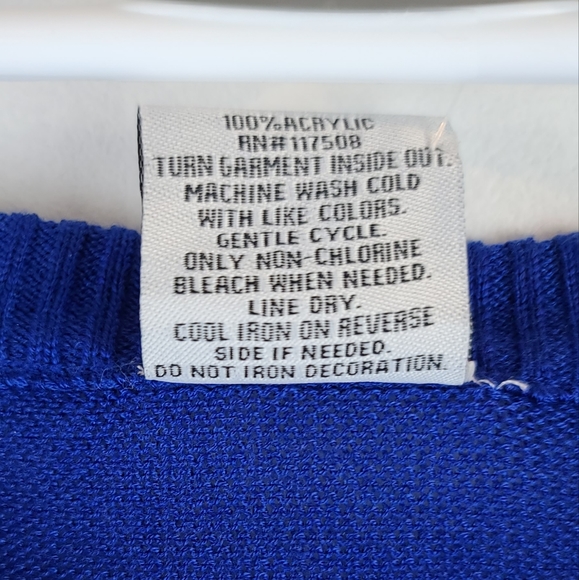 100% ACRYLIC
RN# 117508
TURN GARMENT INSIDE OUT.
MACHINE WASH COLD
WITH LIKE COLORS.
GENTLE CYCLE.
ONLY NON-CHLORINE
BLEACH WHEN NEEDED.
LINE DRY.
COOL IRON ON REVERSE
SIDE IF NEEDED.
DO NOT IRON DECORATION.